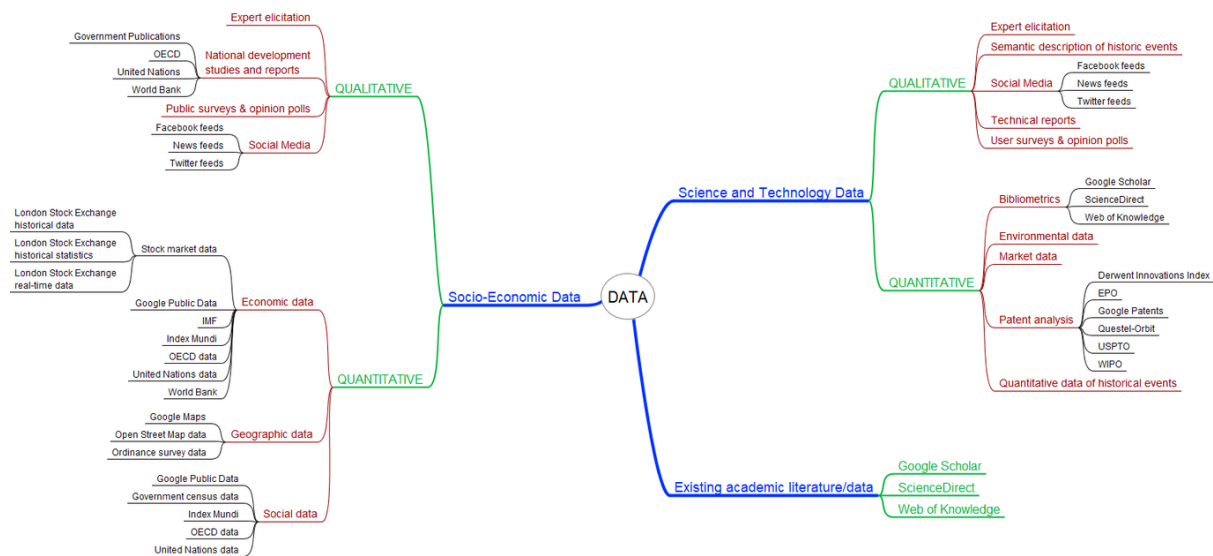 DATA
Socio-Economic Data
QUALITATIVE
Expert elicitation
National development
studies and reports
Government Publications
OECD
United Nations
World Bank
Public surveys & opinion polls
Social Media
Facebook feeds
News feeds
Twitter feeds
QUANTITATIVE
Economic data
Stock market data
London Stock Exchange
historical data
London Stock Exchange
historical statistics
London Stock Exchange
real-time data
Google Public Data
IMF
Index Mundi
OECD data
United Nations data
World Bank
Geographic data
Google Maps
Open Street Map data
Ordinance survey data
Social data
Google Public Data
Government census data
Index Mundi
OECD data
United Nations data
Science and Technology Data
QUALITATIVE
Expert elicitation
Semantic description of historic events
Social Media
Facebook feeds
News feeds
Twitter feeds
Technical reports
User surveys & opinion polls
QUANTITATIVE
Bibliometrics
Google Scholar
ScienceDirect
Web of Knowledge
Environmental data
Market data
Patent analysis
Derwent Innovations Index
EPO
Google Patents
Questel-Orbit
USPTO
WIPO
Quantitative data of historical events
Existing academic literature/data
Google Scholar
ScienceDirect
Web of Knowledge